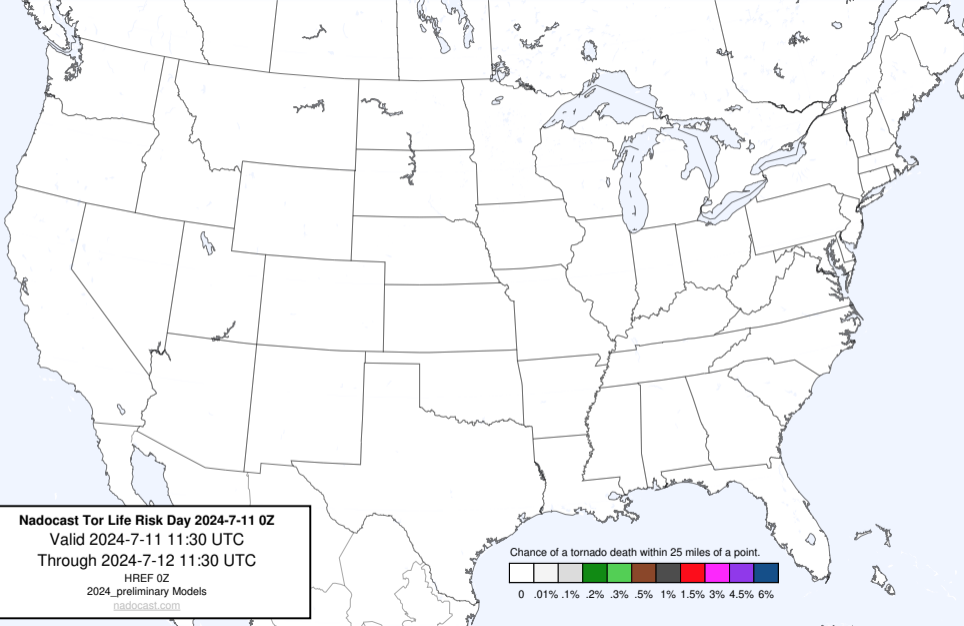 Nadocast Tor Life Risk Day 2024-7-11 0Z
Valid 2024-7-11 11:30 UTC
Through 2024-7-12 11:30 UTC
HREF 0Z
2024_preliminary Models
nadocast.com
Chance of a tornado death within 25 miles of a point.
0 .01% .1% .2% .3% .5% 1% 1.5% 3% 4.5% 6%